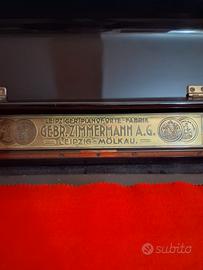 LEIPZIGER PIANOFORTE-FABRIK
GEBR. ZIMMERMANN A.G.
LEIPZIG-MÖLKAU.
subito